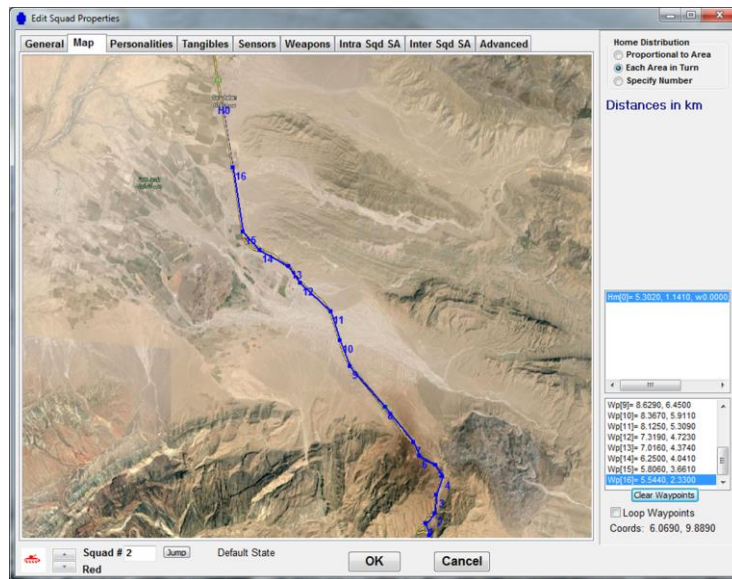 Edit Squad Properties
General Map Personalities Tangibles Sensors Weapons Intra Sqd SA Inter Sqd SA Advanced
Home Distribution
Proportional to Area
Each Area in Turn
Specify Number
Distances in km
H0
16
15
14
13
12
11
10
9
8
6
4
3
Hm[0]= 5.3020, 1.1410, w0.0000
Wp[9]= 8.6290, 6.4500
Wp[10]= 8.3670, 5.9110
Wp[11]= 8.1250, 5.3090
Wp[12]= 7.3190, 4.7230
Wp[13]= 7.0160, 4.3740
Wp[14]= 6.2500, 4.0410
Wp[15]= 5.8060, 3.6610
Wp[16]= 5.5440, 2.3300
Clear Waypoints
Loop Waypoints
Coords: 6.0690, 9.8890
Squad # 2 Jump Default State
Red
OK Cancel